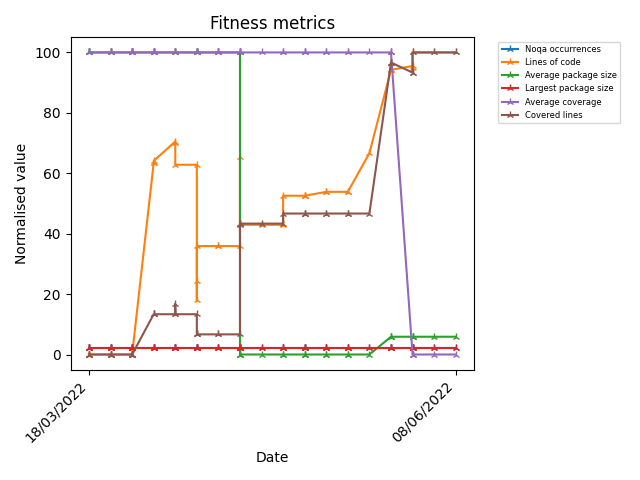 Fitness metrics
100
80
60
40
20
0
Normalised value
18/03/2022
08/06/2022
Date
Noqa occurrences
Lines of code
Average package size
Largest package size
Average coverage
Covered lines